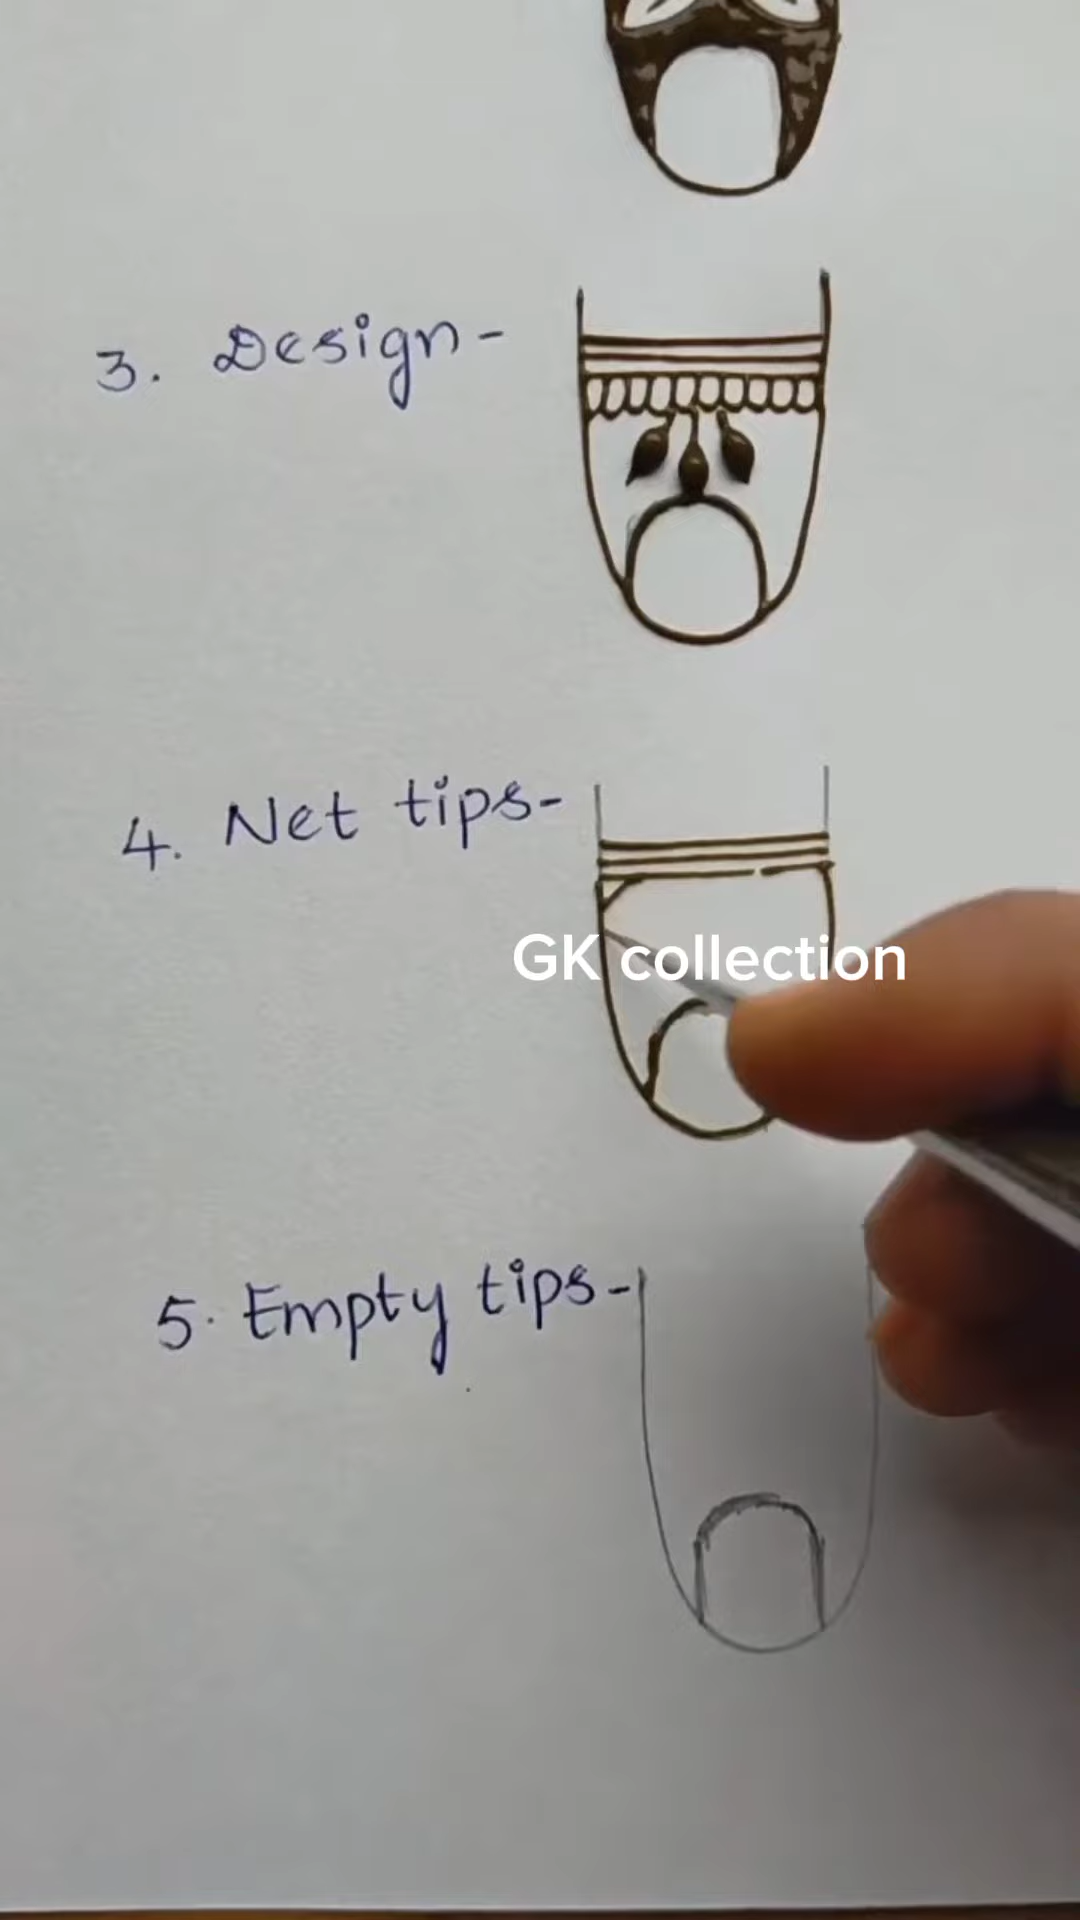 3. Design-
4. Net tips-
GK collection
5. Empty tips-